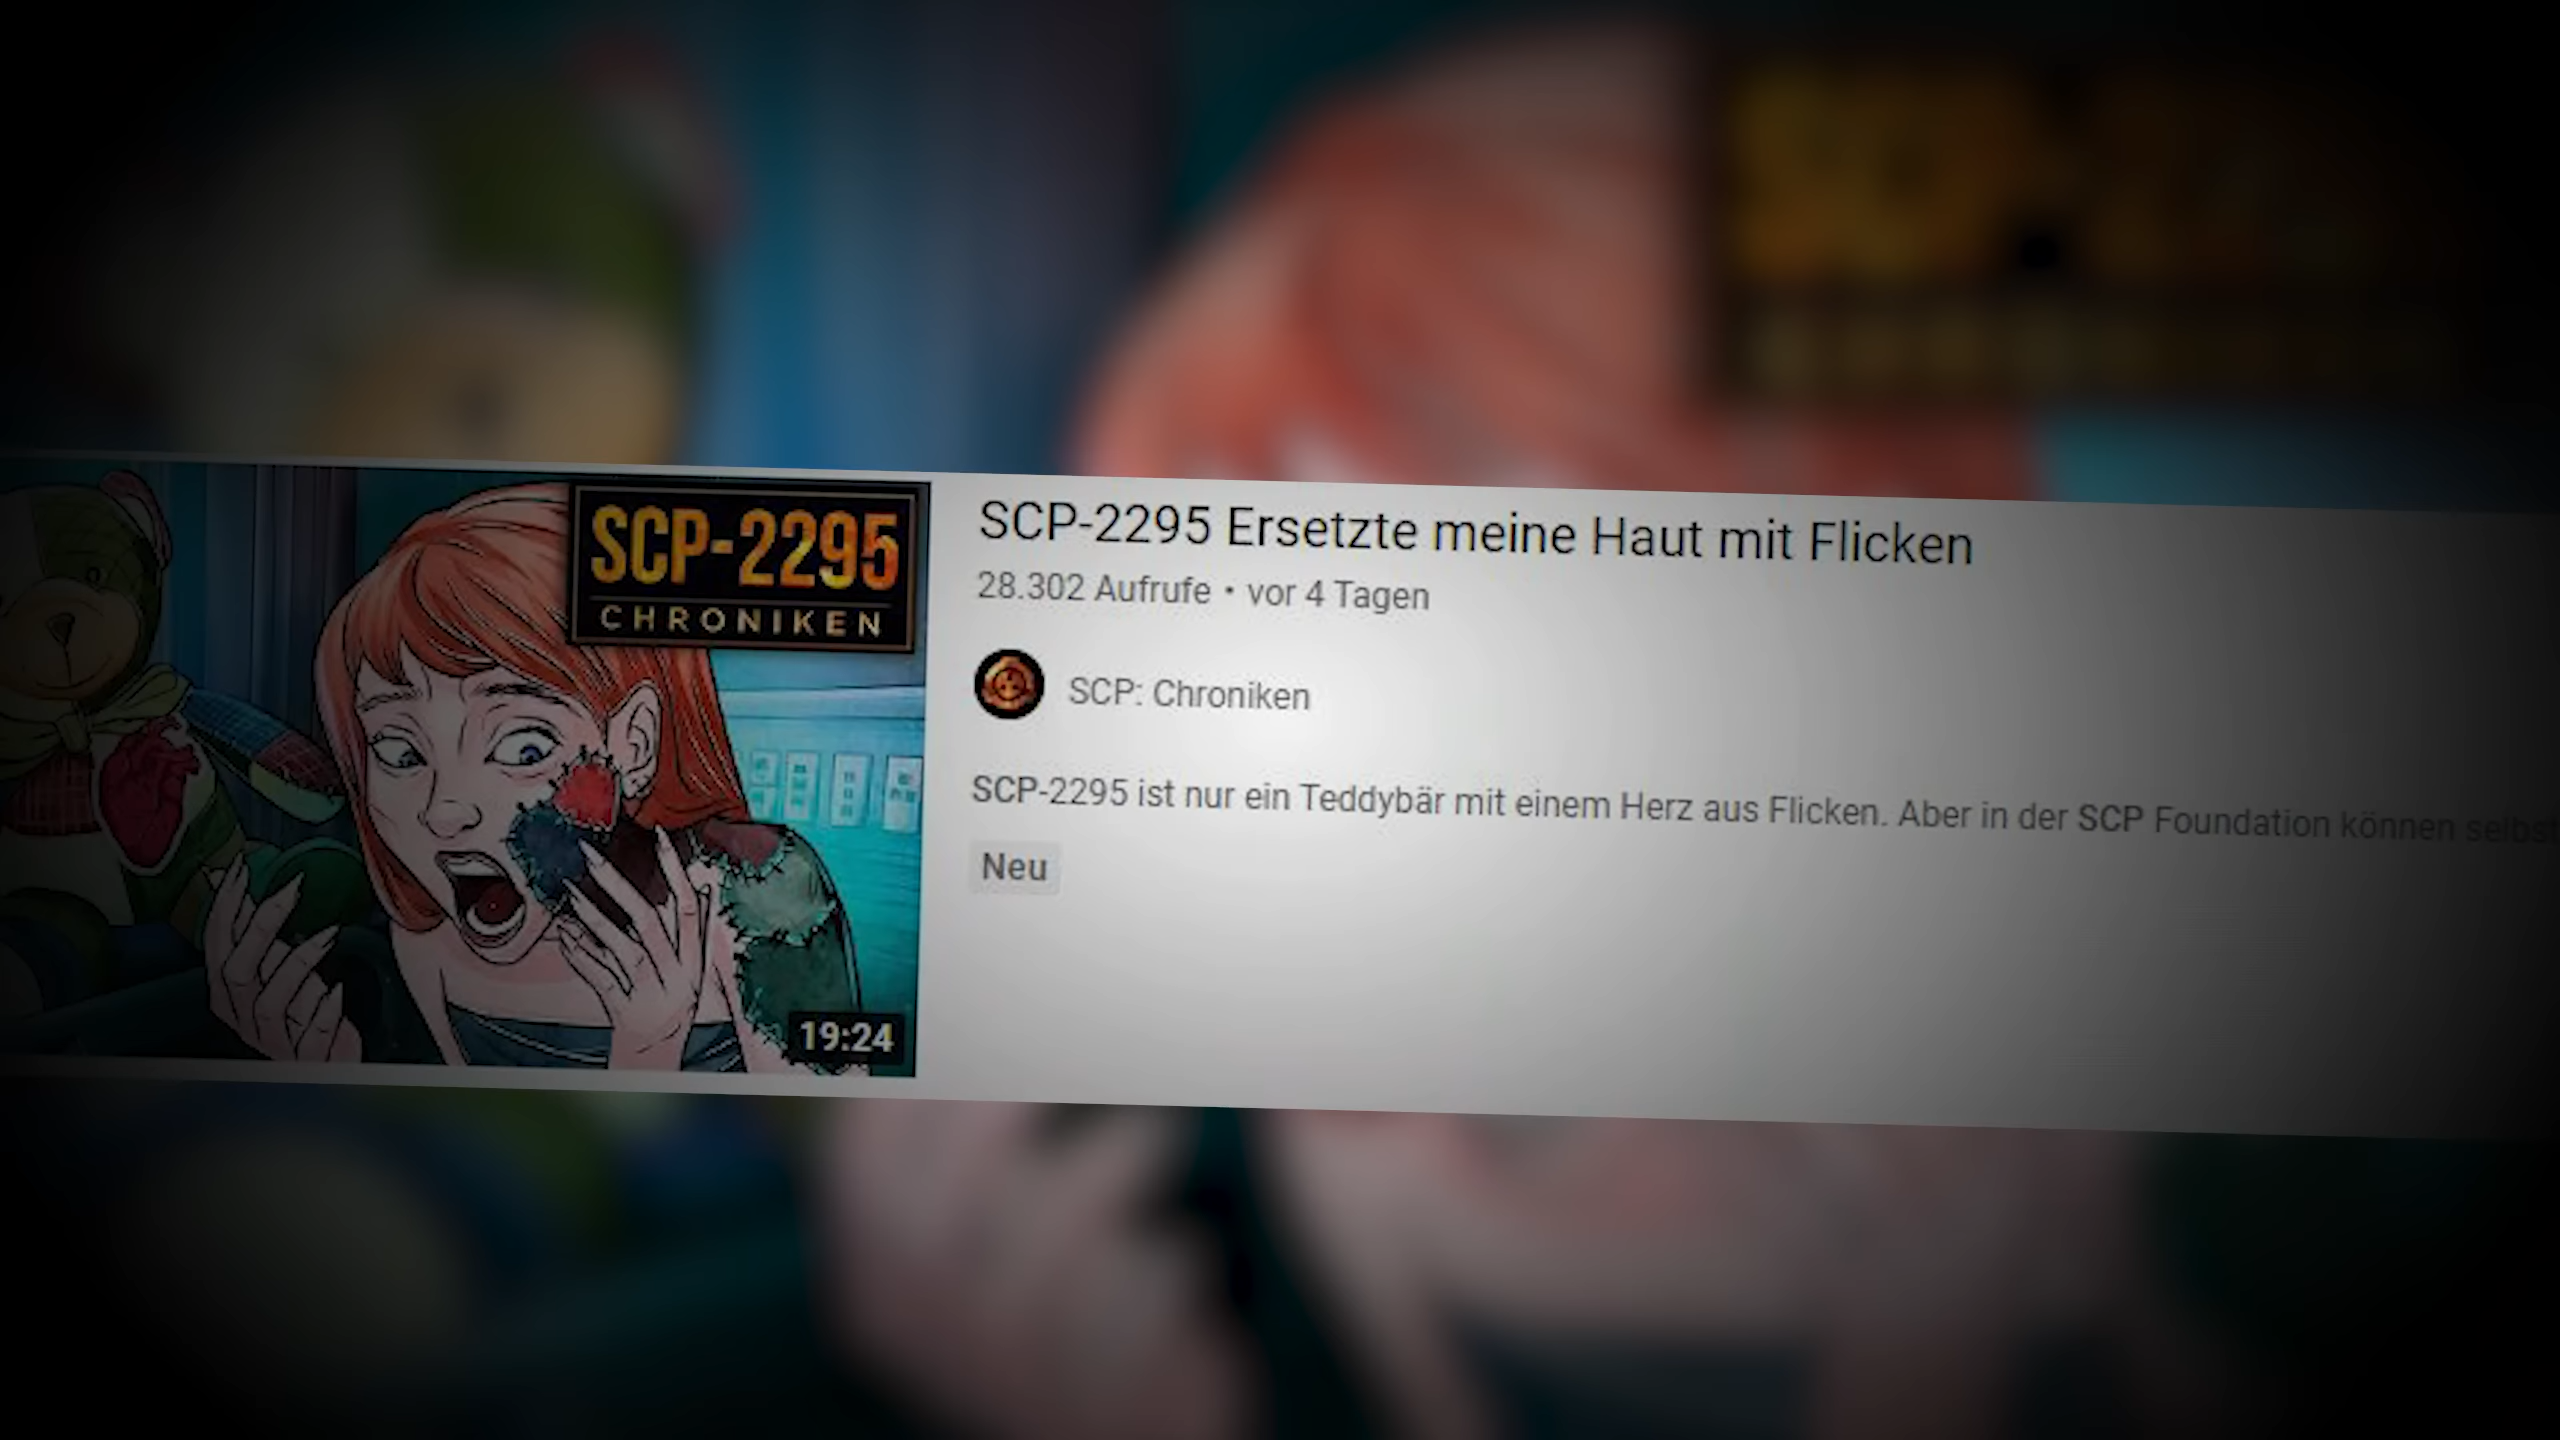 SCP-2295
CHRONIKEN
19:24
SCP-2295 Ersetzte meine Haut mit Flicken
28.302 Aufrufe • vor 4 Tagen
SCP: Chroniken
SCP-2295 ist nur ein Teddybär mit einem Herz aus Flicken. Aber in der SCP Foundation können selbst
Neu